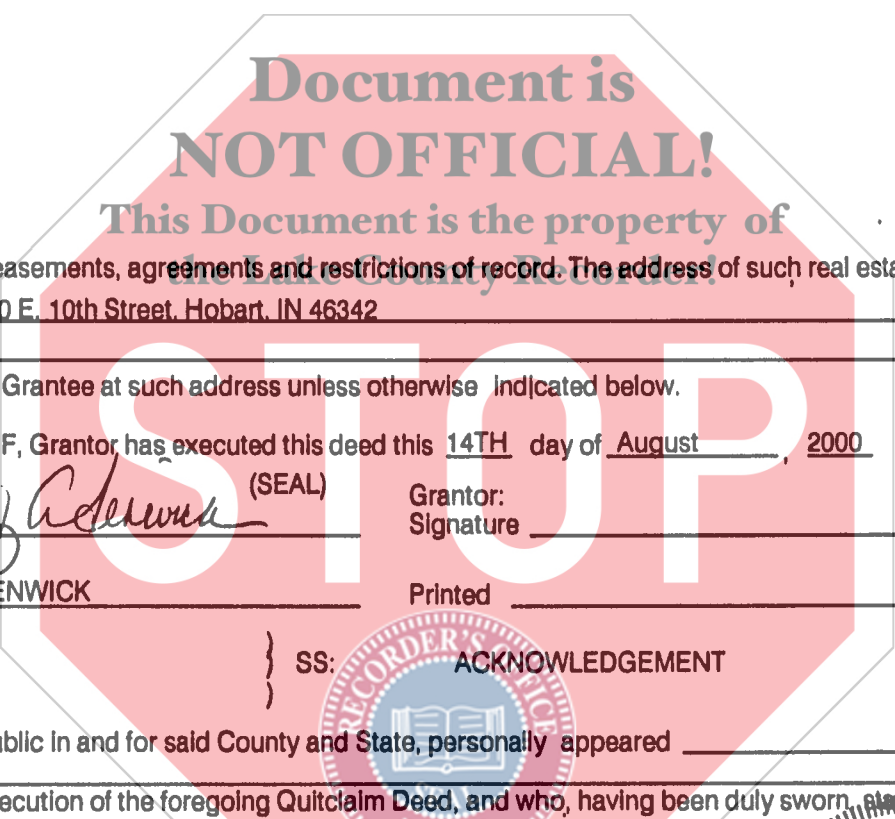 Document is
NOT OFFICIAL!
This Document is the property of
the Lake County Recorder!
easements, agreements and restrictions of record. The address of such real esta
0 E. 10th Street, Hobart, IN 46342
Grantee at such address unless otherwise indicated below.
F, Grantor has executed this deed this 14TH day of August, 2000
(SEAL)
Grantor:
Signature
ENWICK
Printed
STOP
SS: ACKNOWLEDGEMENT
RECORDER'S OFFICE
ublic in and for said County and State, personally appeared
ecution of the foregoing Quitclaim Deed, and who, having been duly sworn,